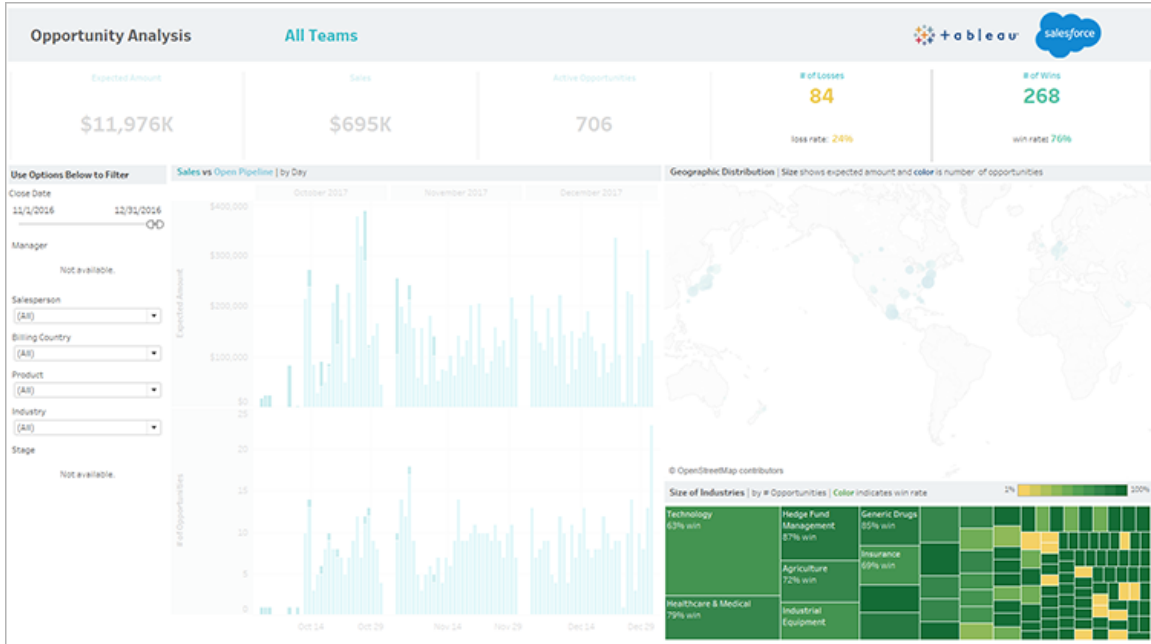 Opportunity Analysis
All Teams
+ a b l e a u
salesforce
Expected Amount
$11,976K
Sales
$695K
Active Opportunities
706
# of Losses
84
loss rate: 24%
# of Wins
268
win rate: 76%
Use Options Below to Filter
Close Date
11/1/2016 12/31/2016
Manager
Not available.
Salesperson
(All)
Billing Country
(All)
Product
(All)
Industry
(All)
Stage
Not available.
Sales vs Open Pipeline | by Day
October 2017 November 2017 December 2017
Expected Amount
$400,000
$300,000
$200,000
$100,000
$0
# of Opportunities
25
20
15
10
5
0
Oct 14 Oct 29 Nov 14 Nov 29 Dec 14 Dec 29
Geographic Distribution | Size shows expected amount and color is number of opportunities
© OpenStreetMap contributors
Size of Industries | by # Opportunities | Color indicates win rate
1% 100%
Technology
63% win
Healthcare & Medical
79% win
Hedge Fund
Management
87% win
Agriculture
72% win
Industrial
Equipment
Generic Drugs
85% win
Insurance
69% win